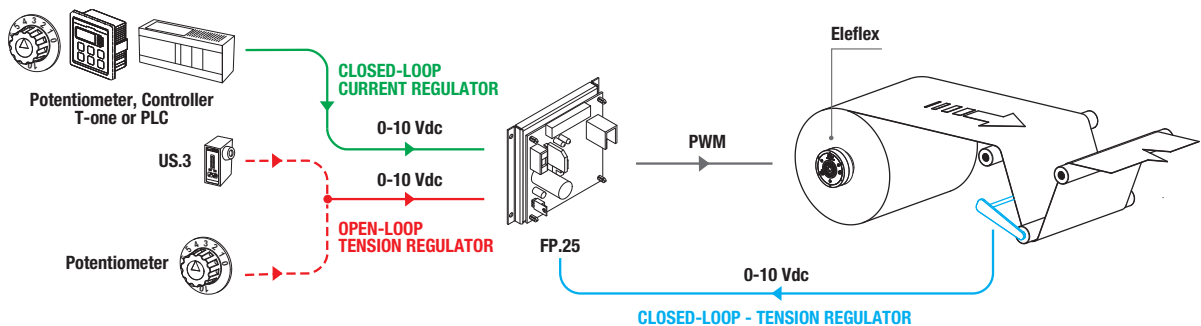 Potentiometer, Controller
T-one or PLC
CLOSED-LOOP
CURRENT REGULATOR
0-10 Vdc
US.3
0-10 Vdc
OPEN-LOOP
TENSION REGULATOR
Potentiometer
FP.25
PWM
Eleflex
0-10 Vdc
CLOSED-LOOP - TENSION REGULATOR